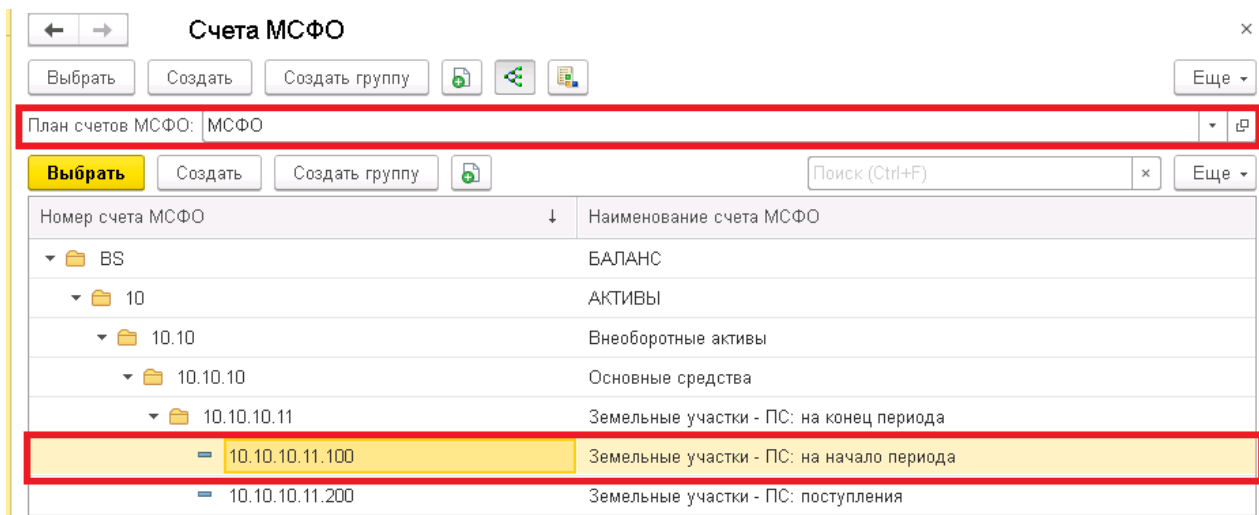 Счета МСФО
Выбрать Создать Создать группу Еще
План счетов МСФО: МСФО
Выбрать Создать Создать группу Поиск (Ctrl+F) × Еще
Номер счета МСФО ↓ Наименование счета МСФО
BS БАЛАНС
10 АКТИВЫ
10.10 Внеоборотные активы
10.10.10 Основные средства
10.10.10.11 Земельные участки - ПС: на конец периода
10.10.10.11.100 Земельные участки - ПС: на начало периода
10.10.10.11.200 Земельные участки - ПС: поступления